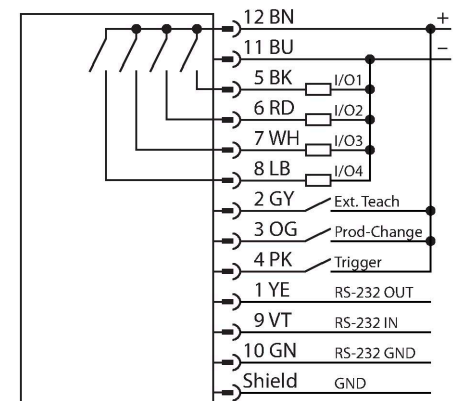 12 BN +
11 BU −
5 BK I/O1
6 RD I/O2
7 WH I/O3
8 LB I/O4
2 GY Ext. Teach
3 OG Prod-Change
4 PK Trigger
1 YE RS-232 OUT
9 VT RS-232 IN
10 GN RS-232 GND
Shield GND